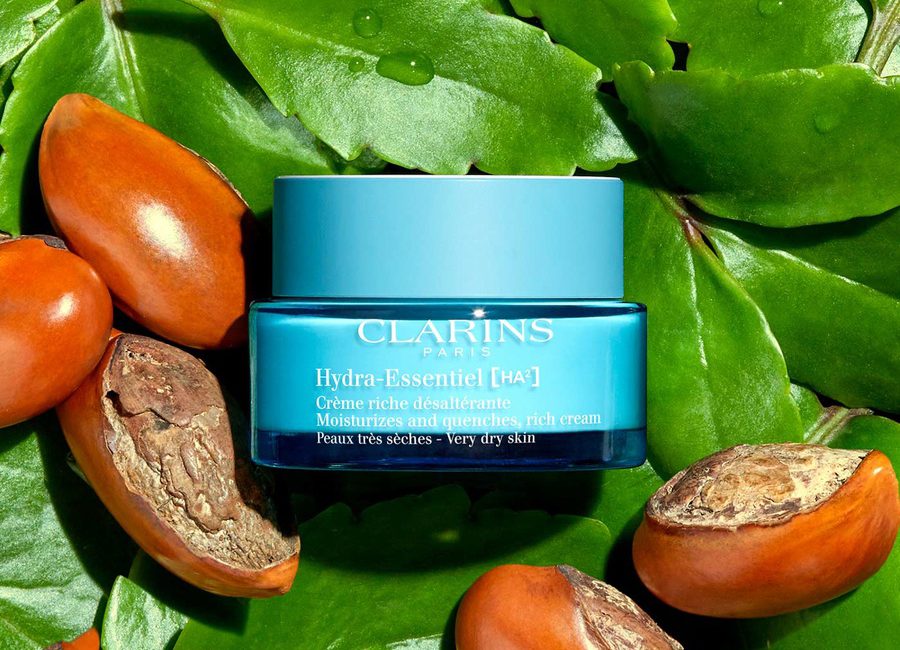 CLARINS
PARIS
Hydra-Essentiel [HA²]
Crème riche désaltérante
Moisturizes and quenches, rich cream
Peaux très sèches - Very dry skin